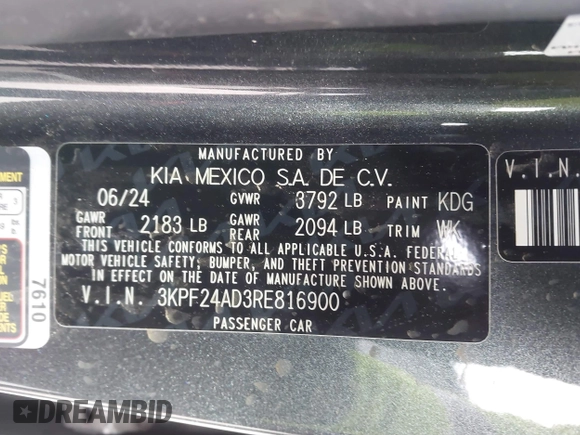 MANUFACTURED BY
KIA MEXICO S.A. DE C.V.
06/24 GVWR 3792 LB PAINT KDG
GAWR FRONT 2183 LB GAWR REAR 2094 LB TRIM WK
THIS VEHICLE CONFORMS TO ALL APPLICABLE U.S.A. FEDERAL
MOTOR VEHICLE SAFETY, BUMPER, AND THEFT PREVENTION STANDARDS
IN EFFECT ON THE DATE OF MANUFACTURE SHOWN ABOVE.
V.I.N. 3KPF24AD3RE816900
PASSENGER CAR
7610
V.I.N.
DREAMBID